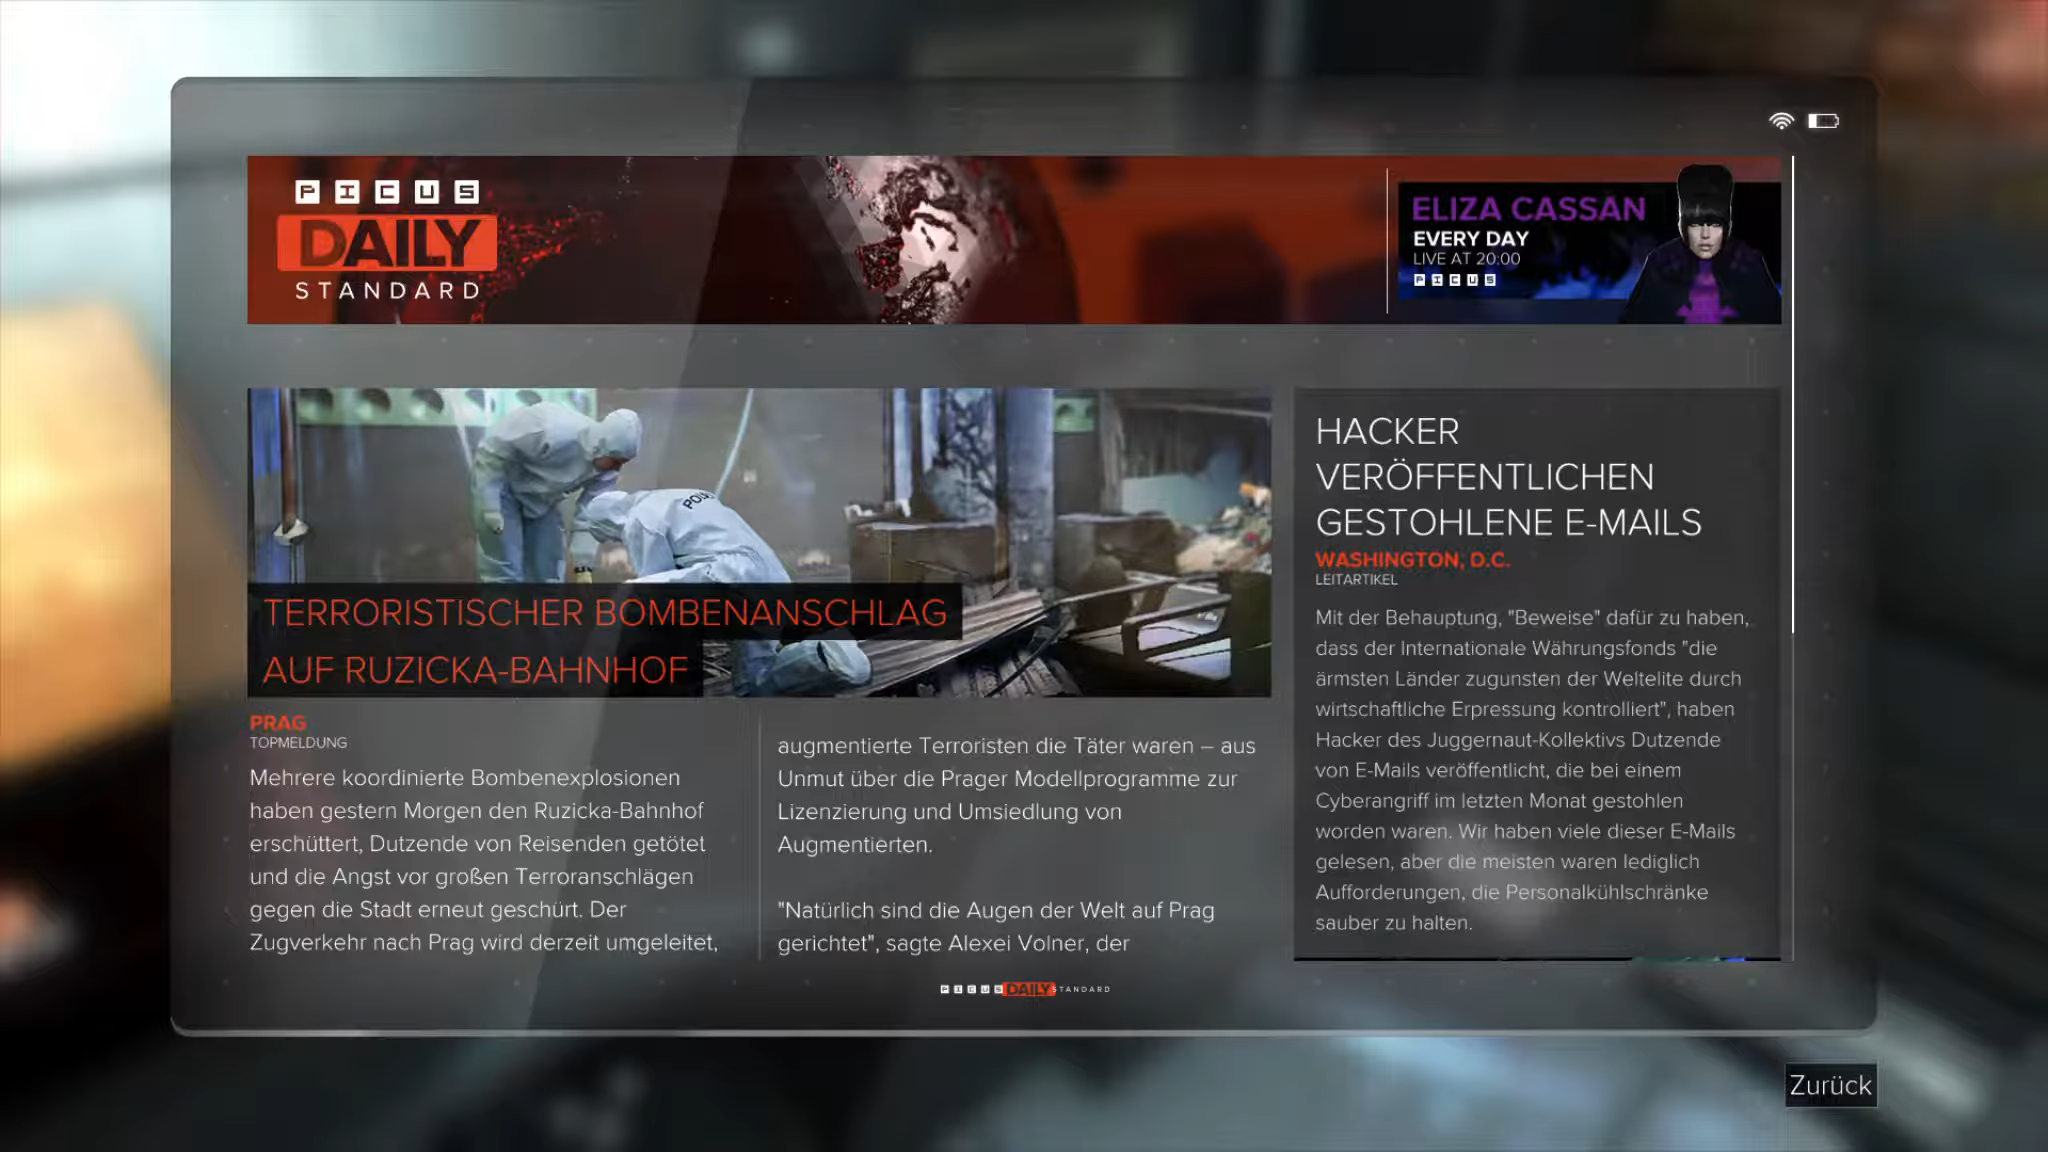 PICUS
DAILY
STANDARD
ELIZA CASSAN
EVERY DAY
LIVE AT 20:00
PICUS
POLI
TERRORISTISCHER BOMBENANSCHLAG
AUF RUZICKA-BAHNHOF
PRAG
TOPMELDUNG
Mehrere koordinierte Bombenexplosionen
haben gestern Morgen den Ruzicka-Bahnhof
erschüttert, Dutzende von Reisenden getötet
und die Angst vor großen Terroranschlägen
gegen die Stadt erneut geschürt. Der
Zugverkehr nach Prag wird derzeit umgeleitet,
augmentierte Terroristen die Täter waren – aus
Unmut über die Prager Modellprogramme zur
Lizenzierung und Umsiedlung von
Augmentierten.
"Natürlich sind die Augen der Welt auf Prag
gerichtet", sagte Alexei Volner, der
HACKER
VERÖFFENTLICHEN
GESTOHLENE E-MAILS
WASHINGTON, D.C.
LEITARTIKEL
Mit der Behauptung, "Beweise" dafür zu haben,
dass der Internationale Währungsfonds "die
ärmsten Länder zugunsten der Weltelite durch
wirtschaftliche Erpressung kontrolliert", haben
Hacker des Juggernaut-Kollektivs Dutzende
von E-Mails veröffentlicht, die bei einem
Cyberangriff im letzten Monat gestohlen
worden waren. Wir haben viele dieser E-Mails
gelesen, aber die meisten waren lediglich
Aufforderungen, die Personalkühlschränke
sauber zu halten.
PICUS DAILY STANDARD
Zurück